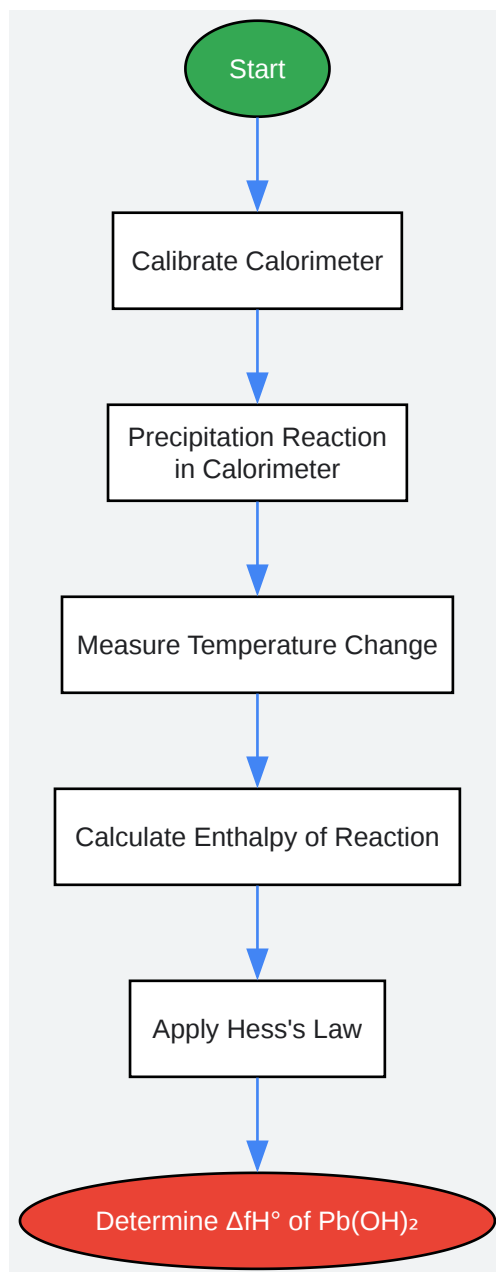 Start
Calibrate Calorimeter
Precipitation Reaction
in Calorimeter
Measure Temperature Change
Calculate Enthalpy of Reaction
Apply Hess's Law
Determine ΔfH° of Pb(OH)₂